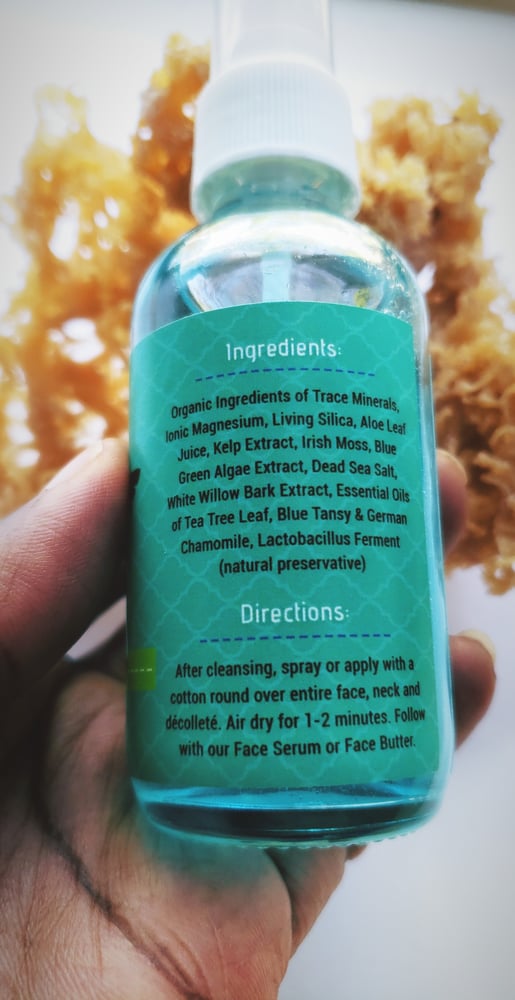 Ingredients:
Organic Ingredients of Trace Minerals,
Ionic Magnesium, Living Silica, Aloe Leaf
Juice, Kelp Extract, Irish Moss, Blue
Green Algae Extract, Dead Sea Salt,
White Willow Bark Extract, Essential Oils
of Tea Tree Leaf, Blue Tansy & German
Chamomile, Lactobacillus Ferment
(natural preservative)
Directions:
After cleansing, spray or apply with a
cotton round over entire face, neck and
décolleté. Air dry for 1-2 minutes. Follow
with our Face Serum or Face Butter.